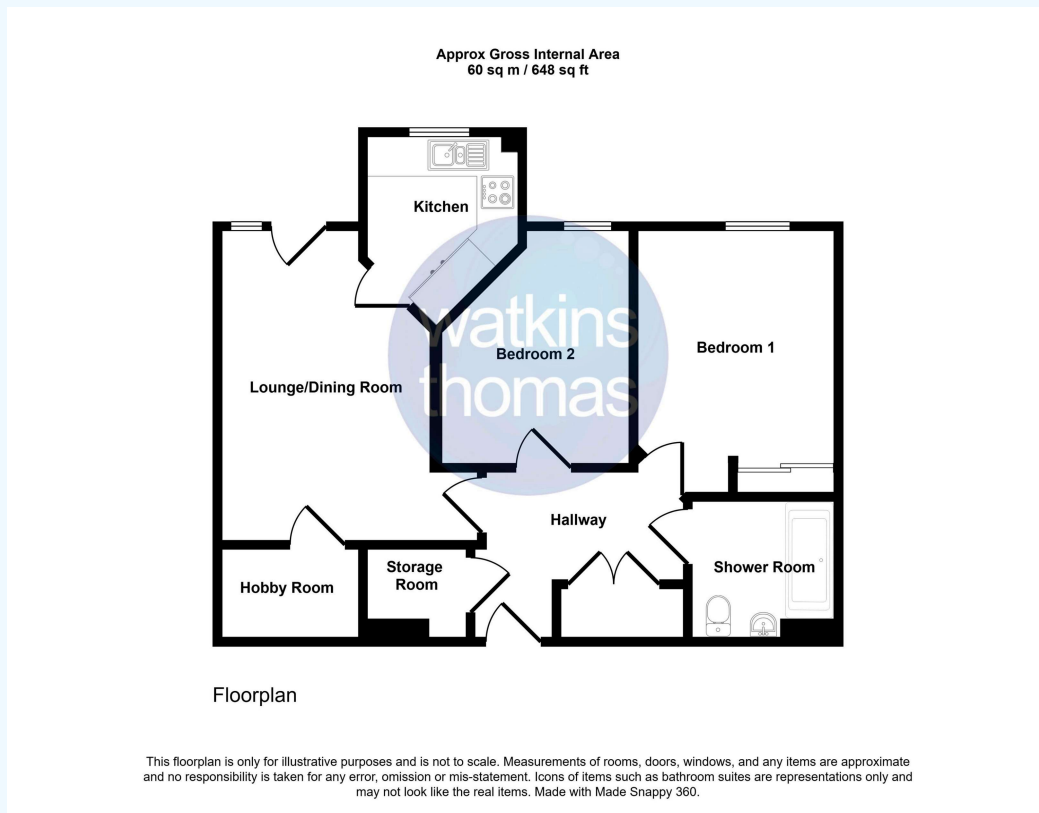 Approx Gross Internal Area
60 sq m / 648 sq ft
Kitchen
watkins
thomas
Bedroom 2
Bedroom 1
Lounge/Dining Room
Hallway
Storage
Room
Hobby Room
Shower Room
Floorplan
This floorplan is only for illustrative purposes and is not to scale. Measurements of rooms, doors, windows, and any items are approximate
and no responsibility is taken for any error, omission or mis-statement. Icons of items such as bathroom suites are representations only and
may not look like the real items. Made with Made Snappy 360.